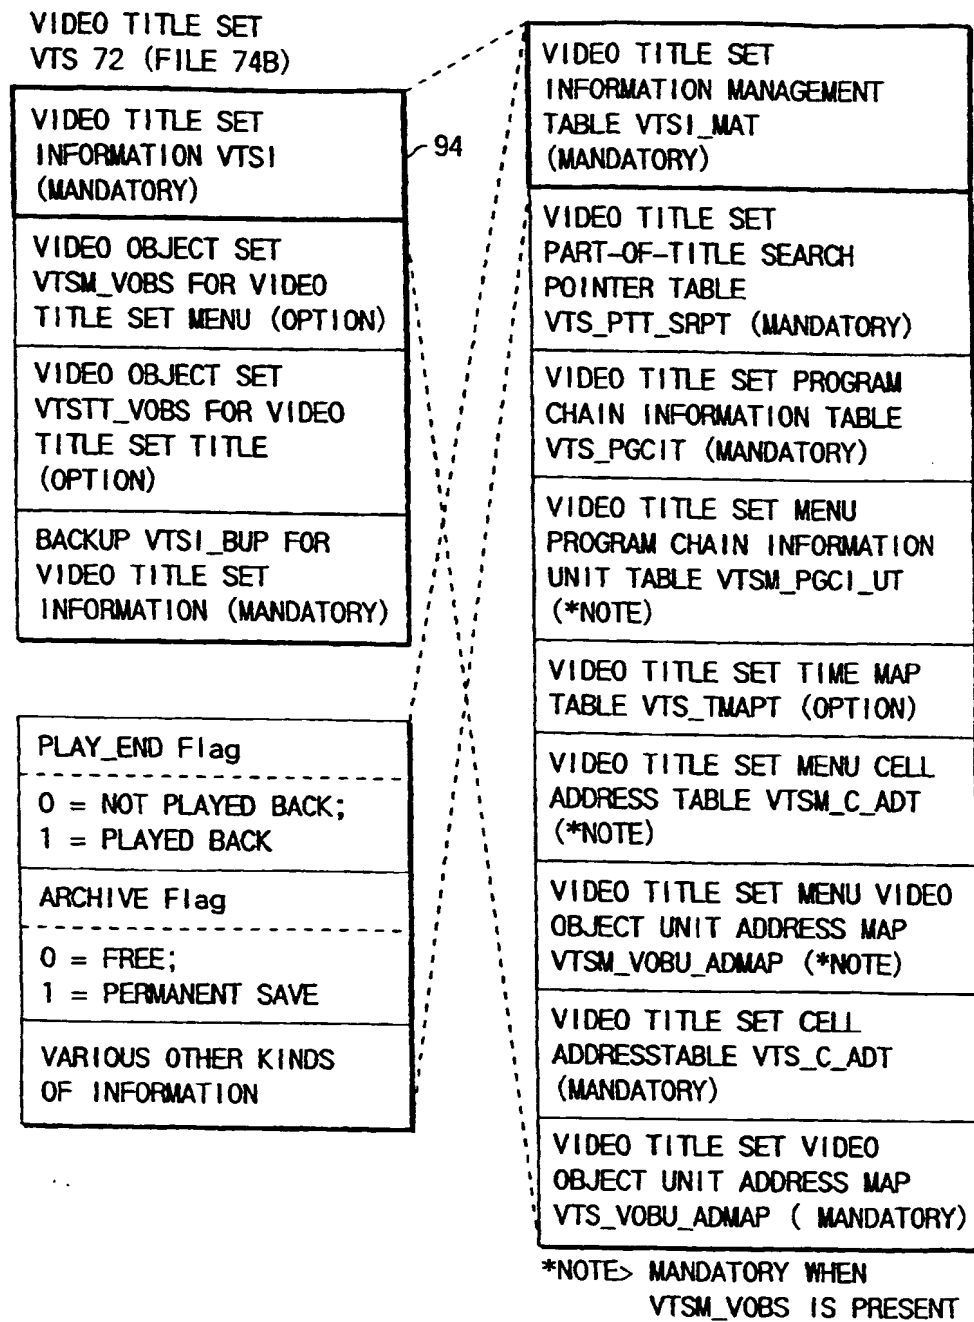 VIDEO TITLE SET
VTS 72 (FILE 74B)
VIDEO TITLE SET
INFORMATION VTSI
(MANDATORY)
94
VIDEO OBJECT SET
VTSM_VOBS FOR VIDEO
TITLE SET MENU (OPTION)
VIDEO OBJECT SET
VTSTT_VOBS FOR VIDEO
TITLE SET TITLE
(OPTION)
BACKUP VTSI_BUP FOR
VIDEO TITLE SET
INFORMATION (MANDATORY)
PLAY_END Flag
0 = NOT PLAYED BACK;
1 = PLAYED BACK
ARCHIVE Flag
0 = FREE;
1 = PERMANENT SAVE
VARIOUS OTHER KINDS
OF INFORMATION
VIDEO TITLE SET
INFORMATION MANAGEMENT
TABLE VTSI_MAT
(MANDATORY)
VIDEO TITLE SET
PART-OF-TITLE SEARCH
POINTER TABLE
VTS_PTT_SRPT (MANDATORY)
VIDEO TITLE SET PROGRAM
CHAIN INFORMATION TABLE
VTS_PGCIT (MANDATORY)
VIDEO TITLE SET MENU
PROGRAM CHAIN INFORMATION
UNIT TABLE VTSM_PGCI_UT
(*NOTE)
VIDEO TITLE SET TIME MAP
TABLE VTS_TMAPT (OPTION)
VIDEO TITLE SET MENU CELL
ADDRESS TABLE VTSM_C_ADT
(*NOTE)
VIDEO TITLE SET MENU VIDEO
OBJECT UNIT ADDRESS MAP
VTSM_VOBU_ADMAP (*NOTE)
VIDEO TITLE SET CELL
ADDRESSTABLE VTS_C_ADT
(MANDATORY)
VIDEO TITLE SET VIDEO
OBJECT UNIT ADDRESS MAP
VTS_VOBU_ADMAP ( MANDATORY)
*NOTE> MANDATORY WHEN
VTSM_VOBS IS PRESENT